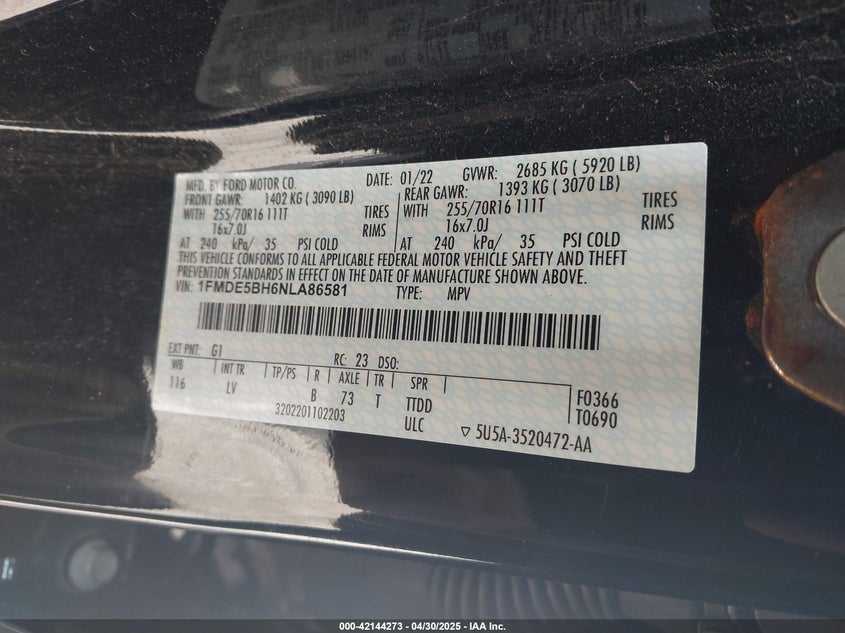 MFD. BY FORD MOTOR CO. DATE: 01/22 GVWR: 2685 KG ( 5920 LB)
FRONT GAWR: 1402 KG ( 3090 LB) REAR GAWR: 1393 KG ( 3070 LB)
WITH 255/70R16 111T TIRES WITH 255/70R16 111T TIRES
16x7.0J RIMS 16x7.0J RIMS
AT 240 kPa/ 35 PSI COLD AT 240 kPa/ 35 PSI COLD
THIS VEHICLE CONFORMS TO ALL APPLICABLE FEDERAL MOTOR VEHICLE SAFETY AND THEFT
PREVENTION STANDARDS IN EFFECT ON THE DATE OF MANUFACTURE SHOWN ABOVE.
VIN: 1FMDE5BH6NLA86581 TYPE: MPV
EXT PNT: G1 RC: 23 DSO:
WB INT TR TP/PS R AXLE TR SPR F0366
116 LV B 73 T TTDD T0690
3202201102203 ULC ▽ 5U5A-3520472-AA
000-42144273 | 04/30/2025 | IAA Inc.